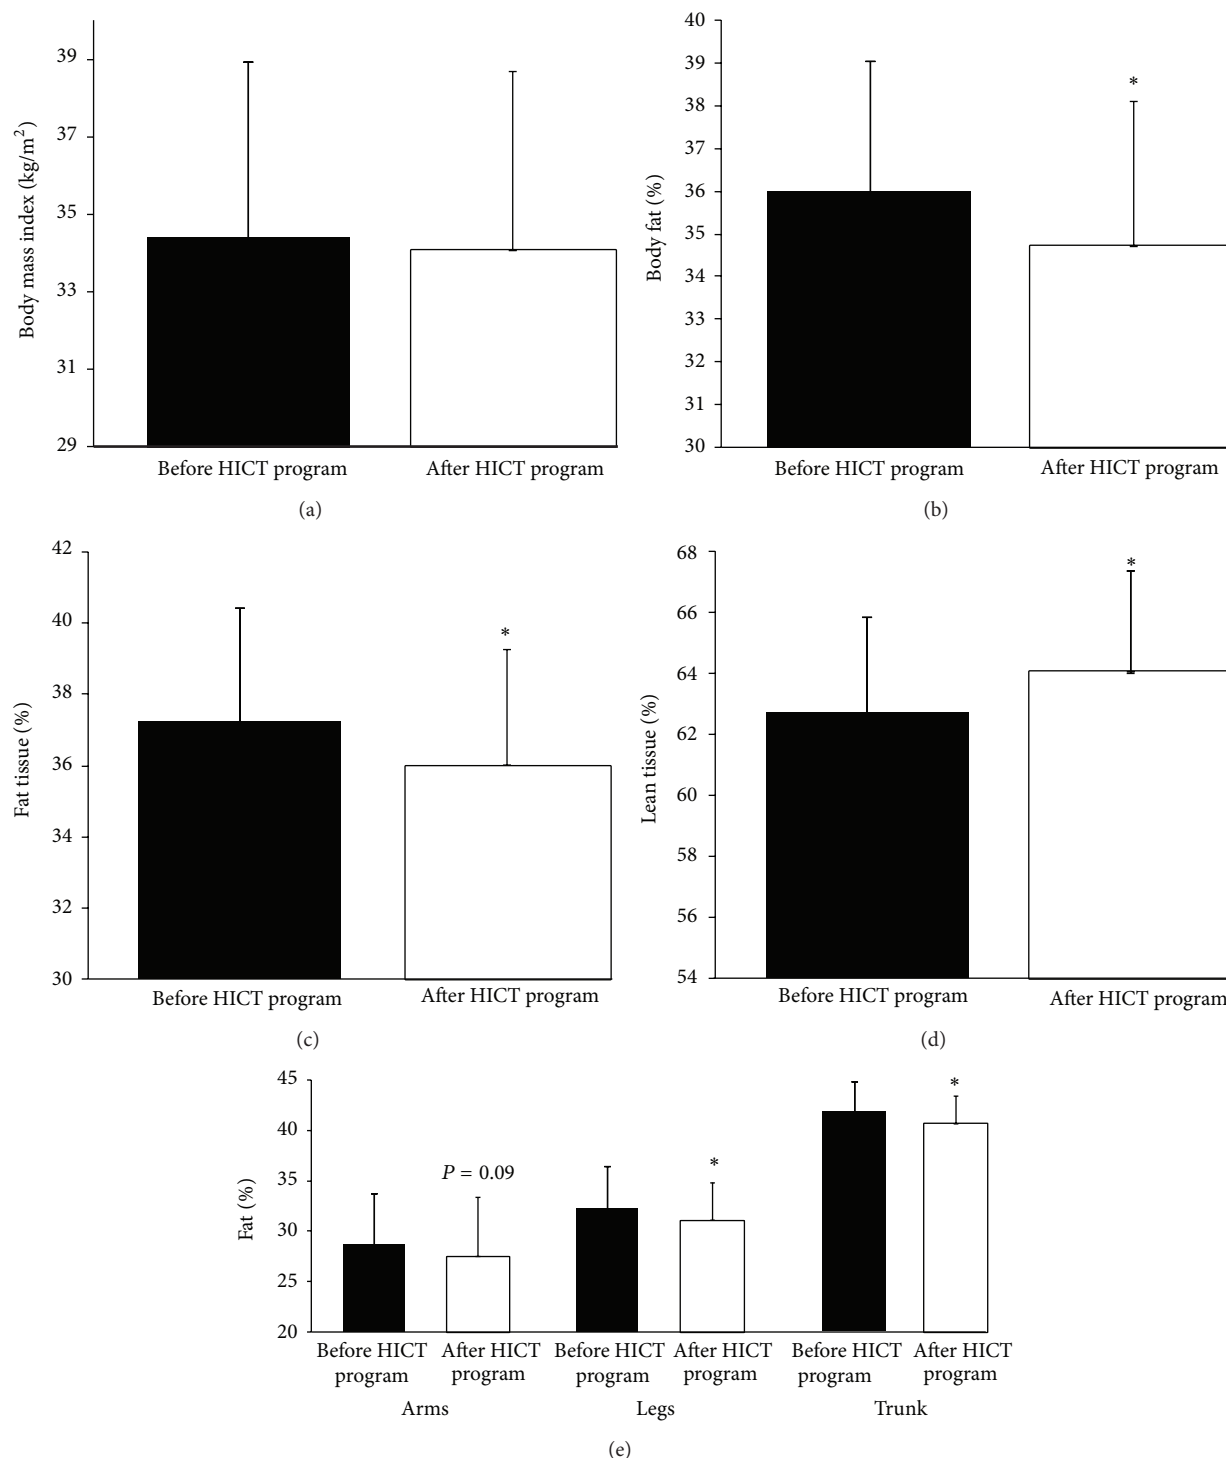 39
37
35
33
31
29
Body mass index (kg/m²)
Before HICT program
After HICT program
(a)
40
39
38
37
36
35
34
33
32
31
30
Body fat (%)
*
Before HICT program
After HICT program
(b)
42
40
38
36
34
32
30
Fat tissue (%)
*
Before HICT program
After HICT program
(c)
68
66
64
62
60
58
56
54
Lean tissue (%)
*
Before HICT program
After HICT program
(d)
45
40
35
30
25
20
Fat (%)
P = 0.09
*
*
Before HICT
program
After HICT
program
Before HICT
program
After HICT
program
Before HICT
program
After HICT
program
Arms
Legs
Trunk
(e)